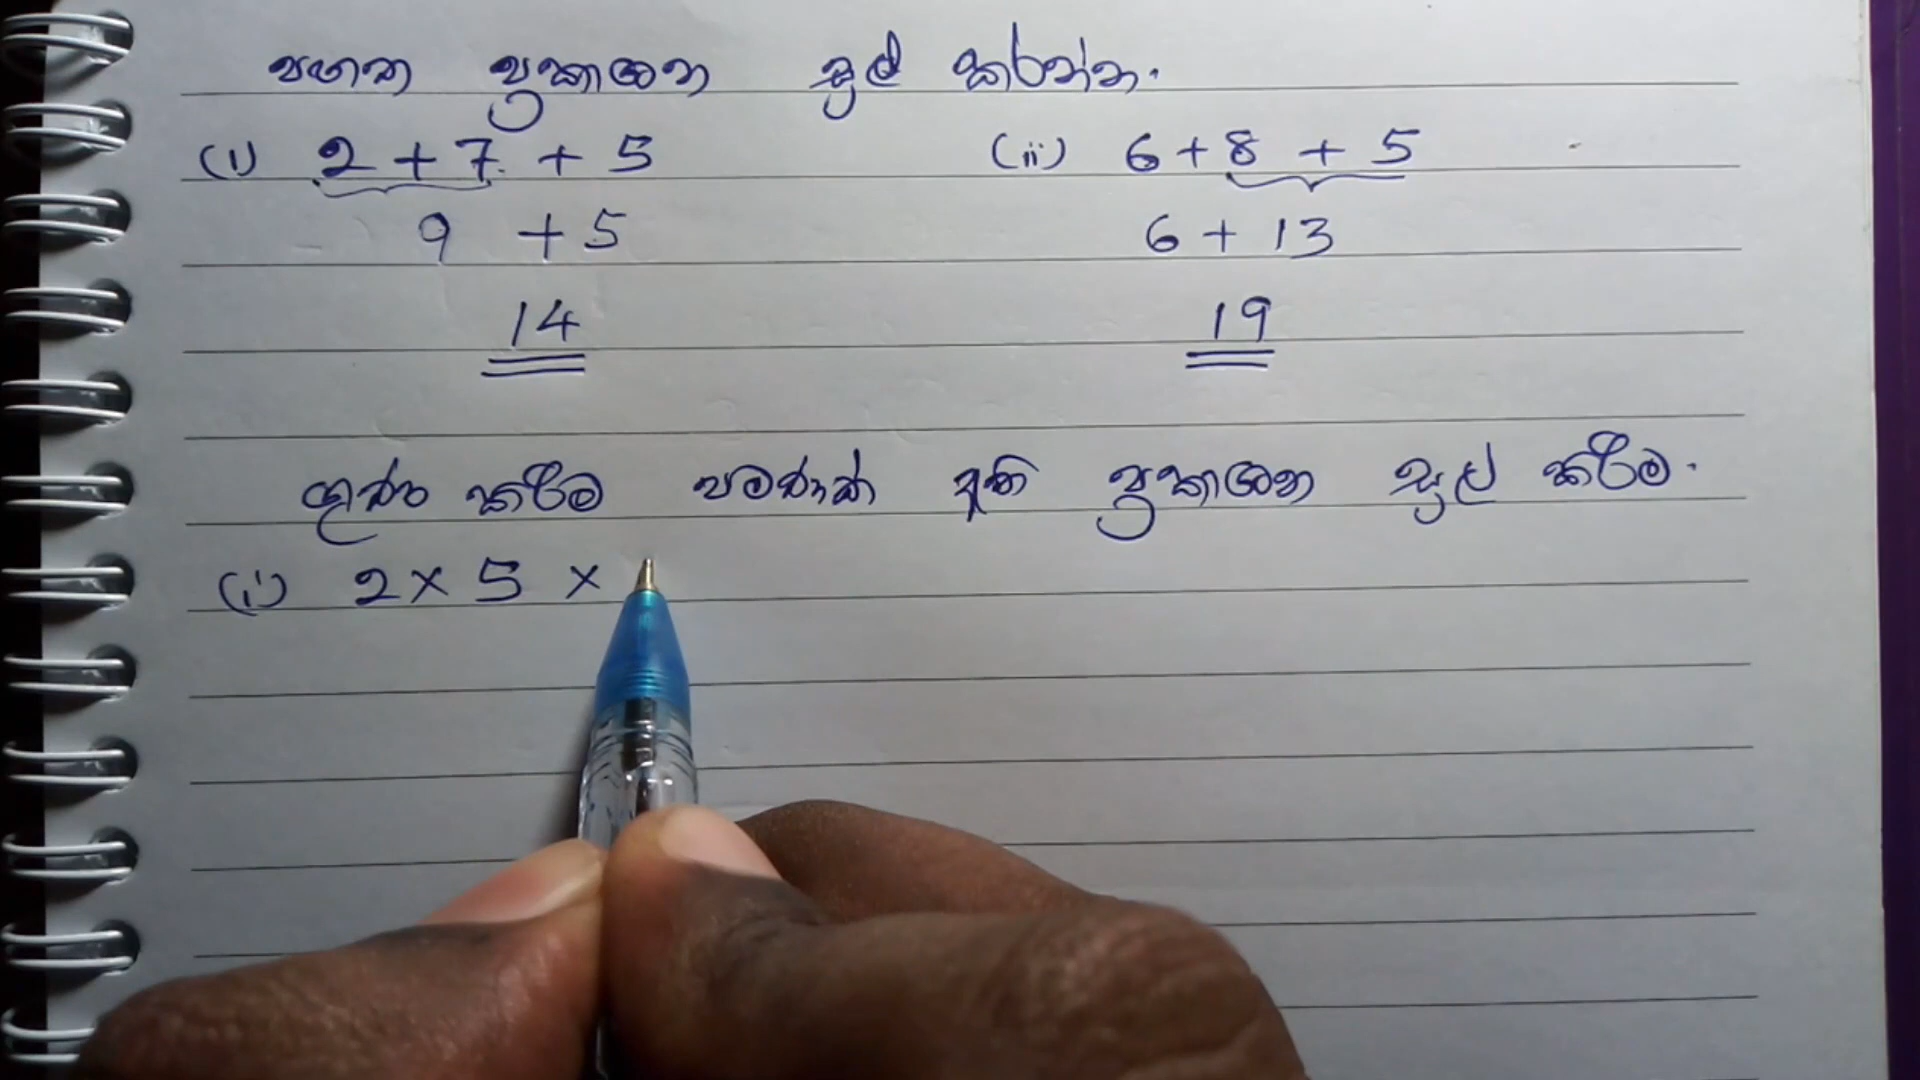 පහත ප්‍රකාශන සුළු කරන්න.
(i) 2 + 7 + 5 (ii) 6 + 8 + 5
9 + 5 6 + 13
14 19
ගුණ කිරීම පමණක් ඇති ප්‍රකාශන සුළු කිරීම.
(i) 2 × 5 ×